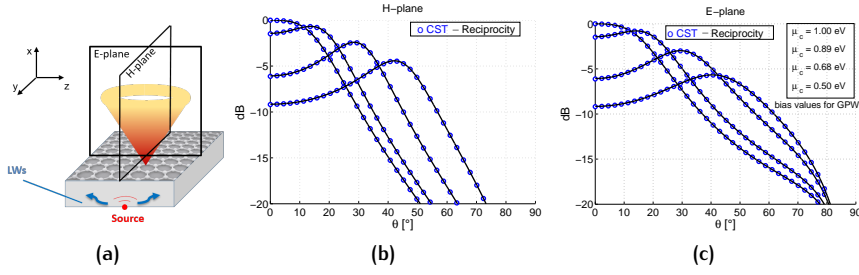 x
y
z
E-plane
H-plane
LWs
Source
(a)
H-plane
o CST – Reciprocity
dB
0
−5
−10
−15
−20
0 10 20 30 40 50 60 70 80 90
θ [°]
(b)
E-plane
o CST – Reciprocity
μc = 1.00 eV
μc = 0.89 eV
μc = 0.68 eV
μc = 0.50 eV
bias values for GPW
dB
0
−5
−10
−15
−20
0 10 20 30 40 50 60 70 80 90
θ [°]
(c)